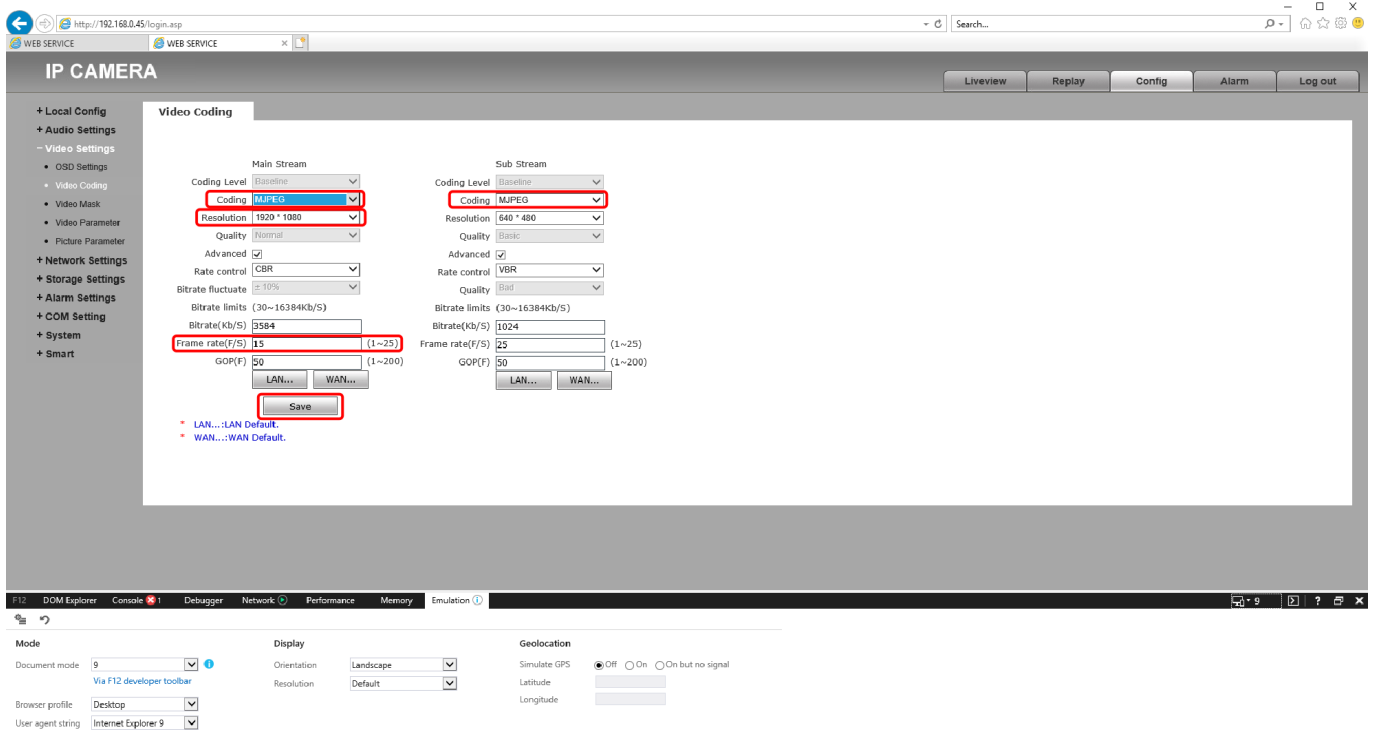 http://192.168.0.45/login.asp
Search...
WEB SERVICE
WEB SERVICE
IP CAMERA
Liveview
Replay
Config
Alarm
Log out
+ Local Config
+ Audio Settings
− Video Settings
• OSD Settings
• Video Coding
• Video Mask
• Video Parameter
• Picture Parameter
+ Network Settings
+ Storage Settings
+ Alarm Settings
+ COM Setting
+ System
+ Smart
Video Coding
Main Stream
Coding Level Baseline
Coding MJPEG
Resolution 1920 * 1080
Quality Normal
Advanced
Rate control CBR
Bitrate fluctuate ± 10%
Bitrate limits (30~16384Kb/S)
Bitrate(Kb/S) 3584
Frame rate(F/S) 15 (1~25)
GOP(F) 50 (1~200)
LAN... WAN...
Save
* LAN...:LAN Default.
* WAN...:WAN Default.
Sub Stream
Coding Level Baseline
Coding MJPEG
Resolution 640 * 480
Quality Basic
Advanced
Rate control VBR
Quality Bad
Bitrate limits (30~16384Kb/S)
Bitrate(Kb/S) 1024
Frame rate(F/S) 25 (1~25)
GOP(F) 50 (1~200)
LAN... WAN...
F12 DOM Explorer Console 1 Debugger Network Performance Memory Emulation 9 ?
Mode
Document mode 9
Via F12 developer toolbar
Browser profile Desktop
User agent string Internet Explorer 9
Display
Orientation Landscape
Resolution Default
Geolocation
Simulate GPS Off On On but no signal
Latitude
Longitude